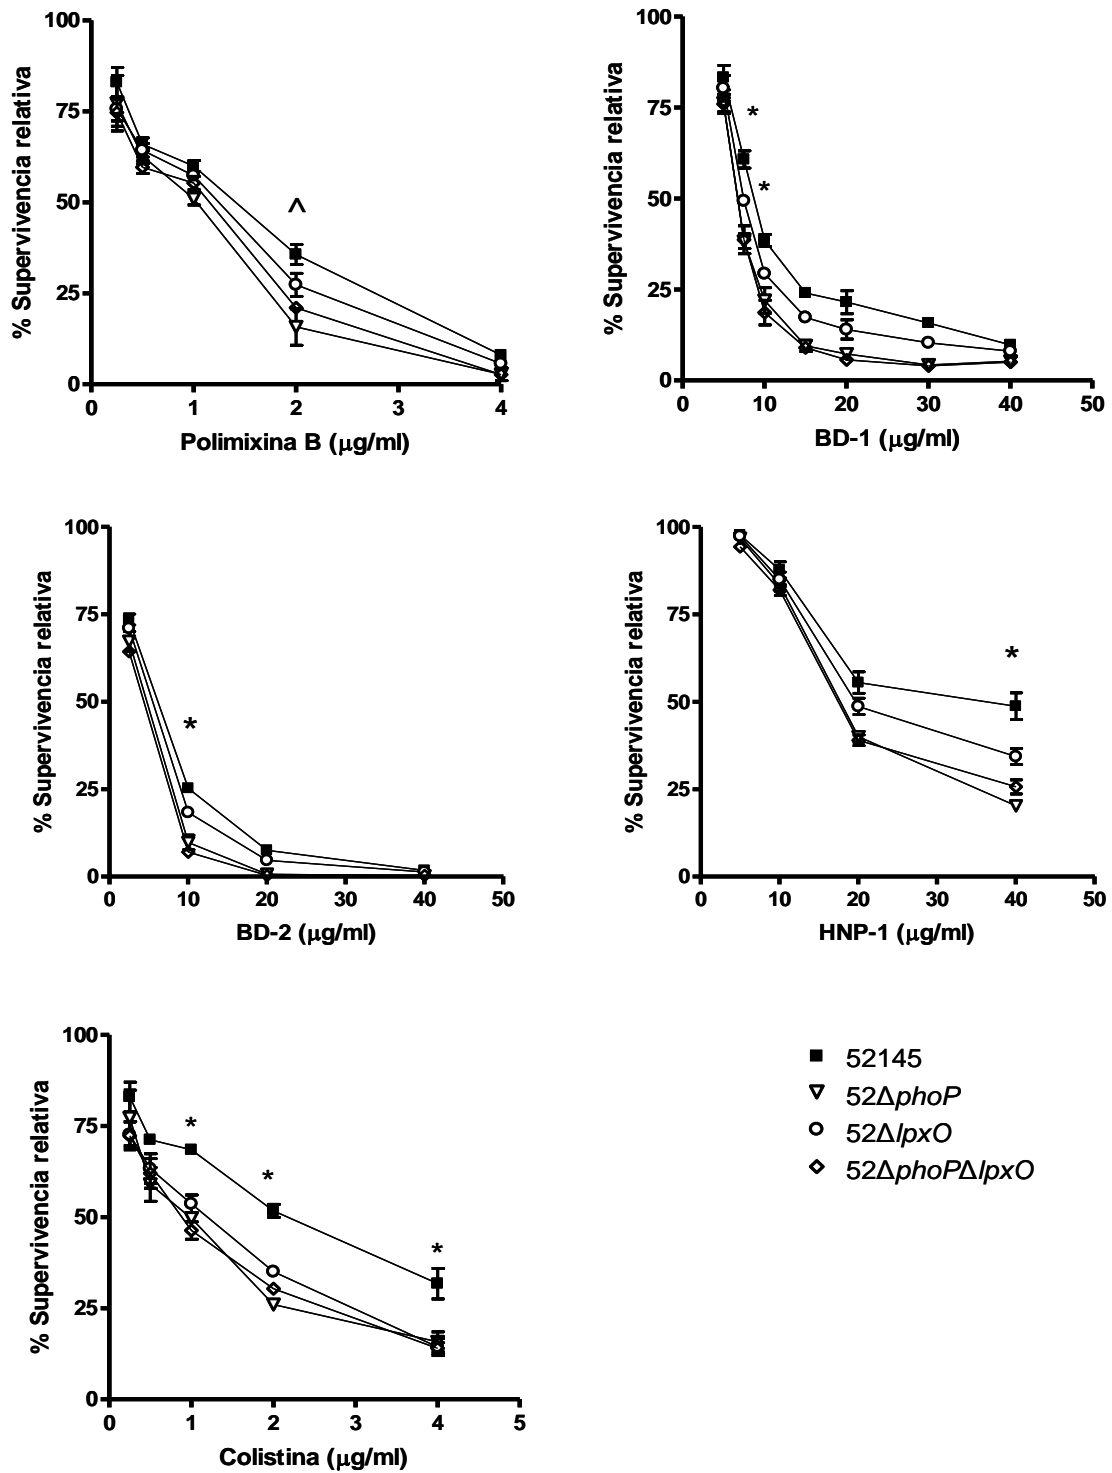 100
75
50
25
0
% Supervivencia relativa
^
0 1 2 3 4
Polimixina B (µg/ml)
100
75
50
25
0
% Supervivencia relativa
*
*
0 10 20 30 40 50
BD-1 (µg/ml)
100
75
50
25
0
% Supervivencia relativa
*
0 10 20 30 40 50
BD-2 (µg/ml)
100
75
50
25
0
% Supervivencia relativa
*
0 10 20 30 40 50
HNP-1 (µg/ml)
100
75
50
25
0
% Supervivencia relativa
*
*
*
0 1 2 3 4 5
Colistina (µg/ml)
52145
52ΔphoP
52ΔlpxO
52ΔphoPΔlpxO